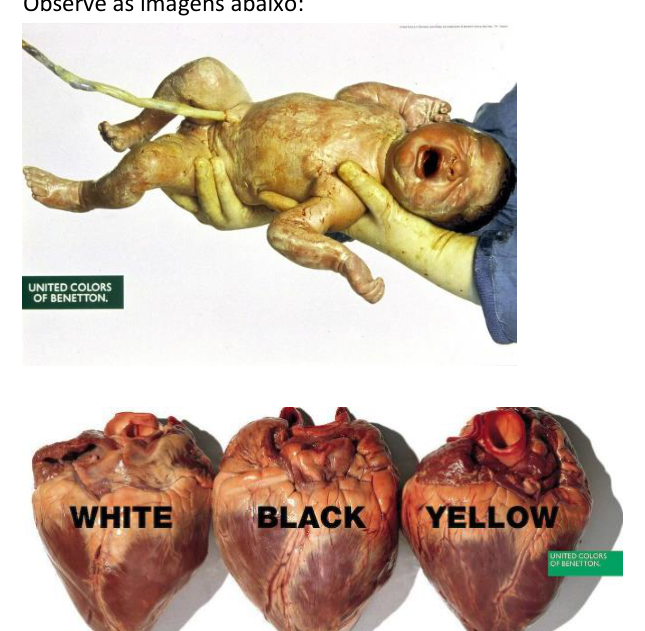 Observe as imagens abaixo:
UNITED COLORS
OF BENETTON.
WHITE
BLACK
YELLOW
UNITED COLORS
OF BENETTON.